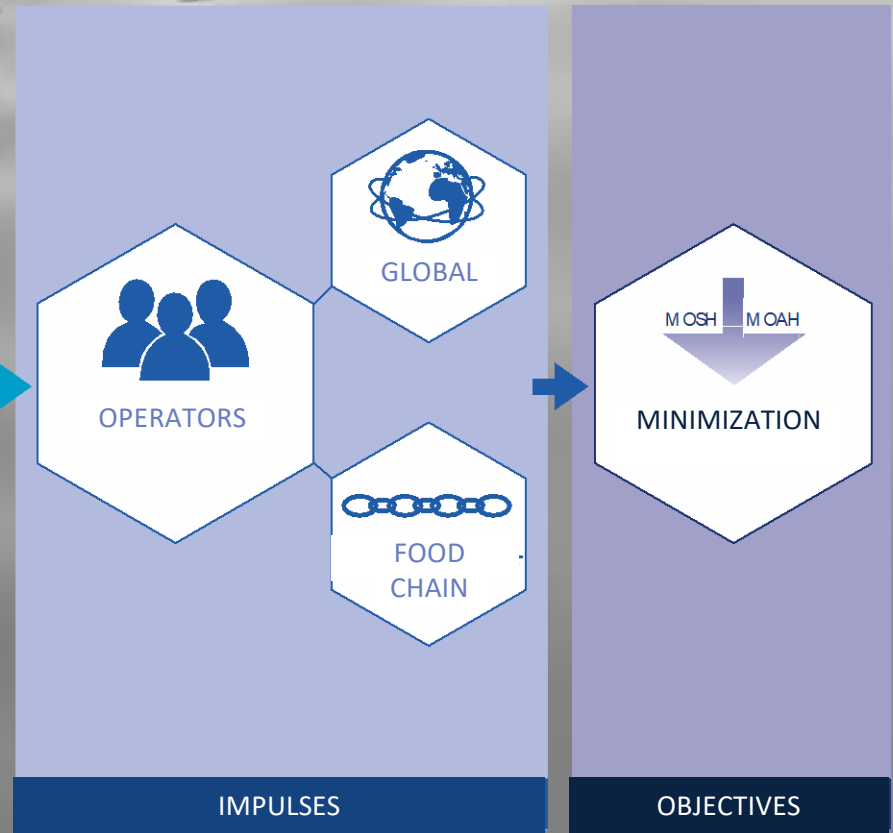 GLOBAL
OPERATORS
FOOD
CHAIN
IMPULSES
MOSH MOAH
MINIMIZATION
OBJECTIVES